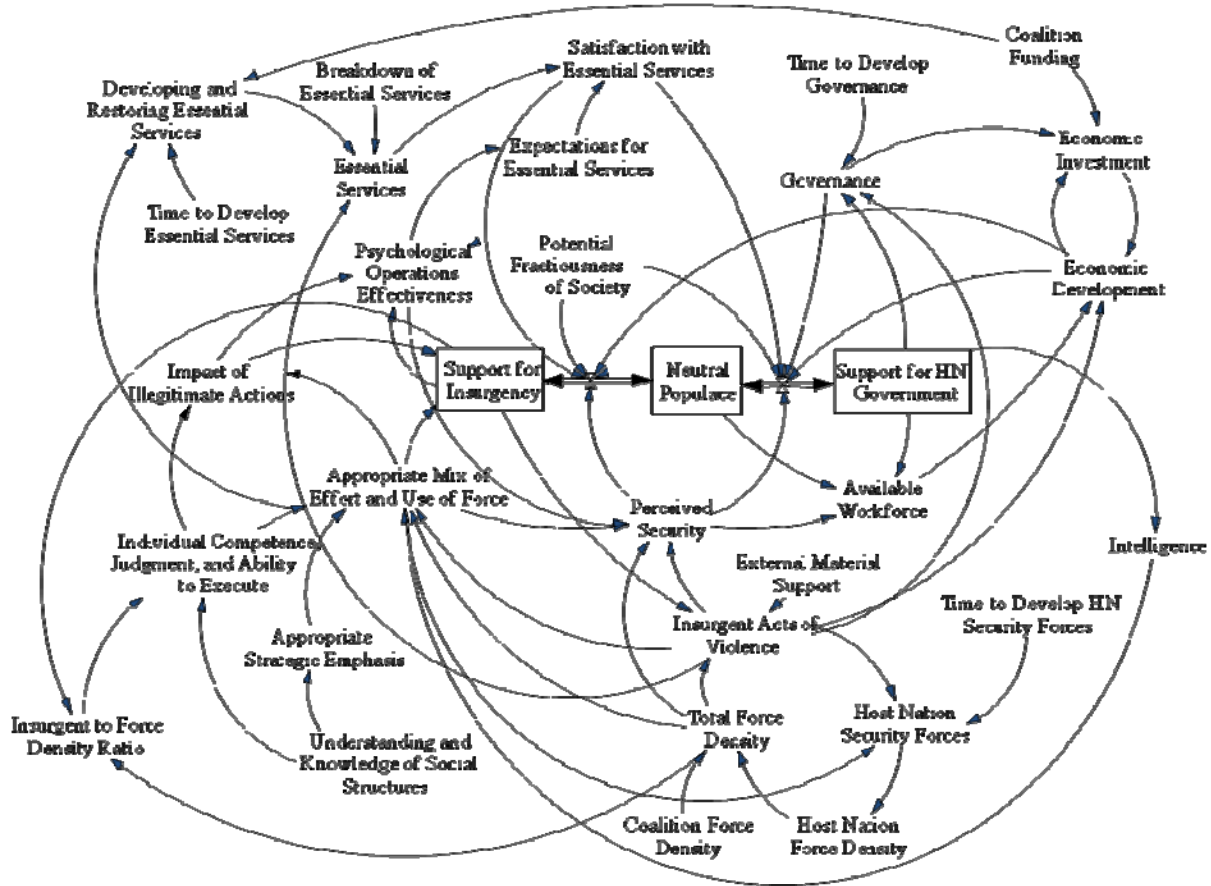 Coalition
Funding
Satisfaction with
Essential Services
Time to Develop
Governance
Breakdown of
Essential Services
Developing and
Restoring Essential
Services
Economic
Investment
Expectations for
Essential Services
Essential
Services
Governance
Time to Develop
Essential Services
Psychological
Operations
Effectiveness
Potential
Fractiousness
of Society
Economic
Development
Impact of
Illegitimate Actions
Support for
Insurgency
Neutral
Populace
Support for HN
Government
Appropriate Mix of
Effort and Use of Force
Available
Workforce
Perceived
Security
Individual Competence,
Judgment, and Ability
to Execute
Intelligence
External Material
Support
Time to Develop HN
Security Forces
Insurgent Acts of
Violence
Appropriate
Strategic Emphasis
Insurgent to Force
Density Ratio
Total Force
Density
Host Nation
Security Forces
Understanding and
Knowledge of Social
Structures
Coalition Force
Density
Host Nation
Force Density